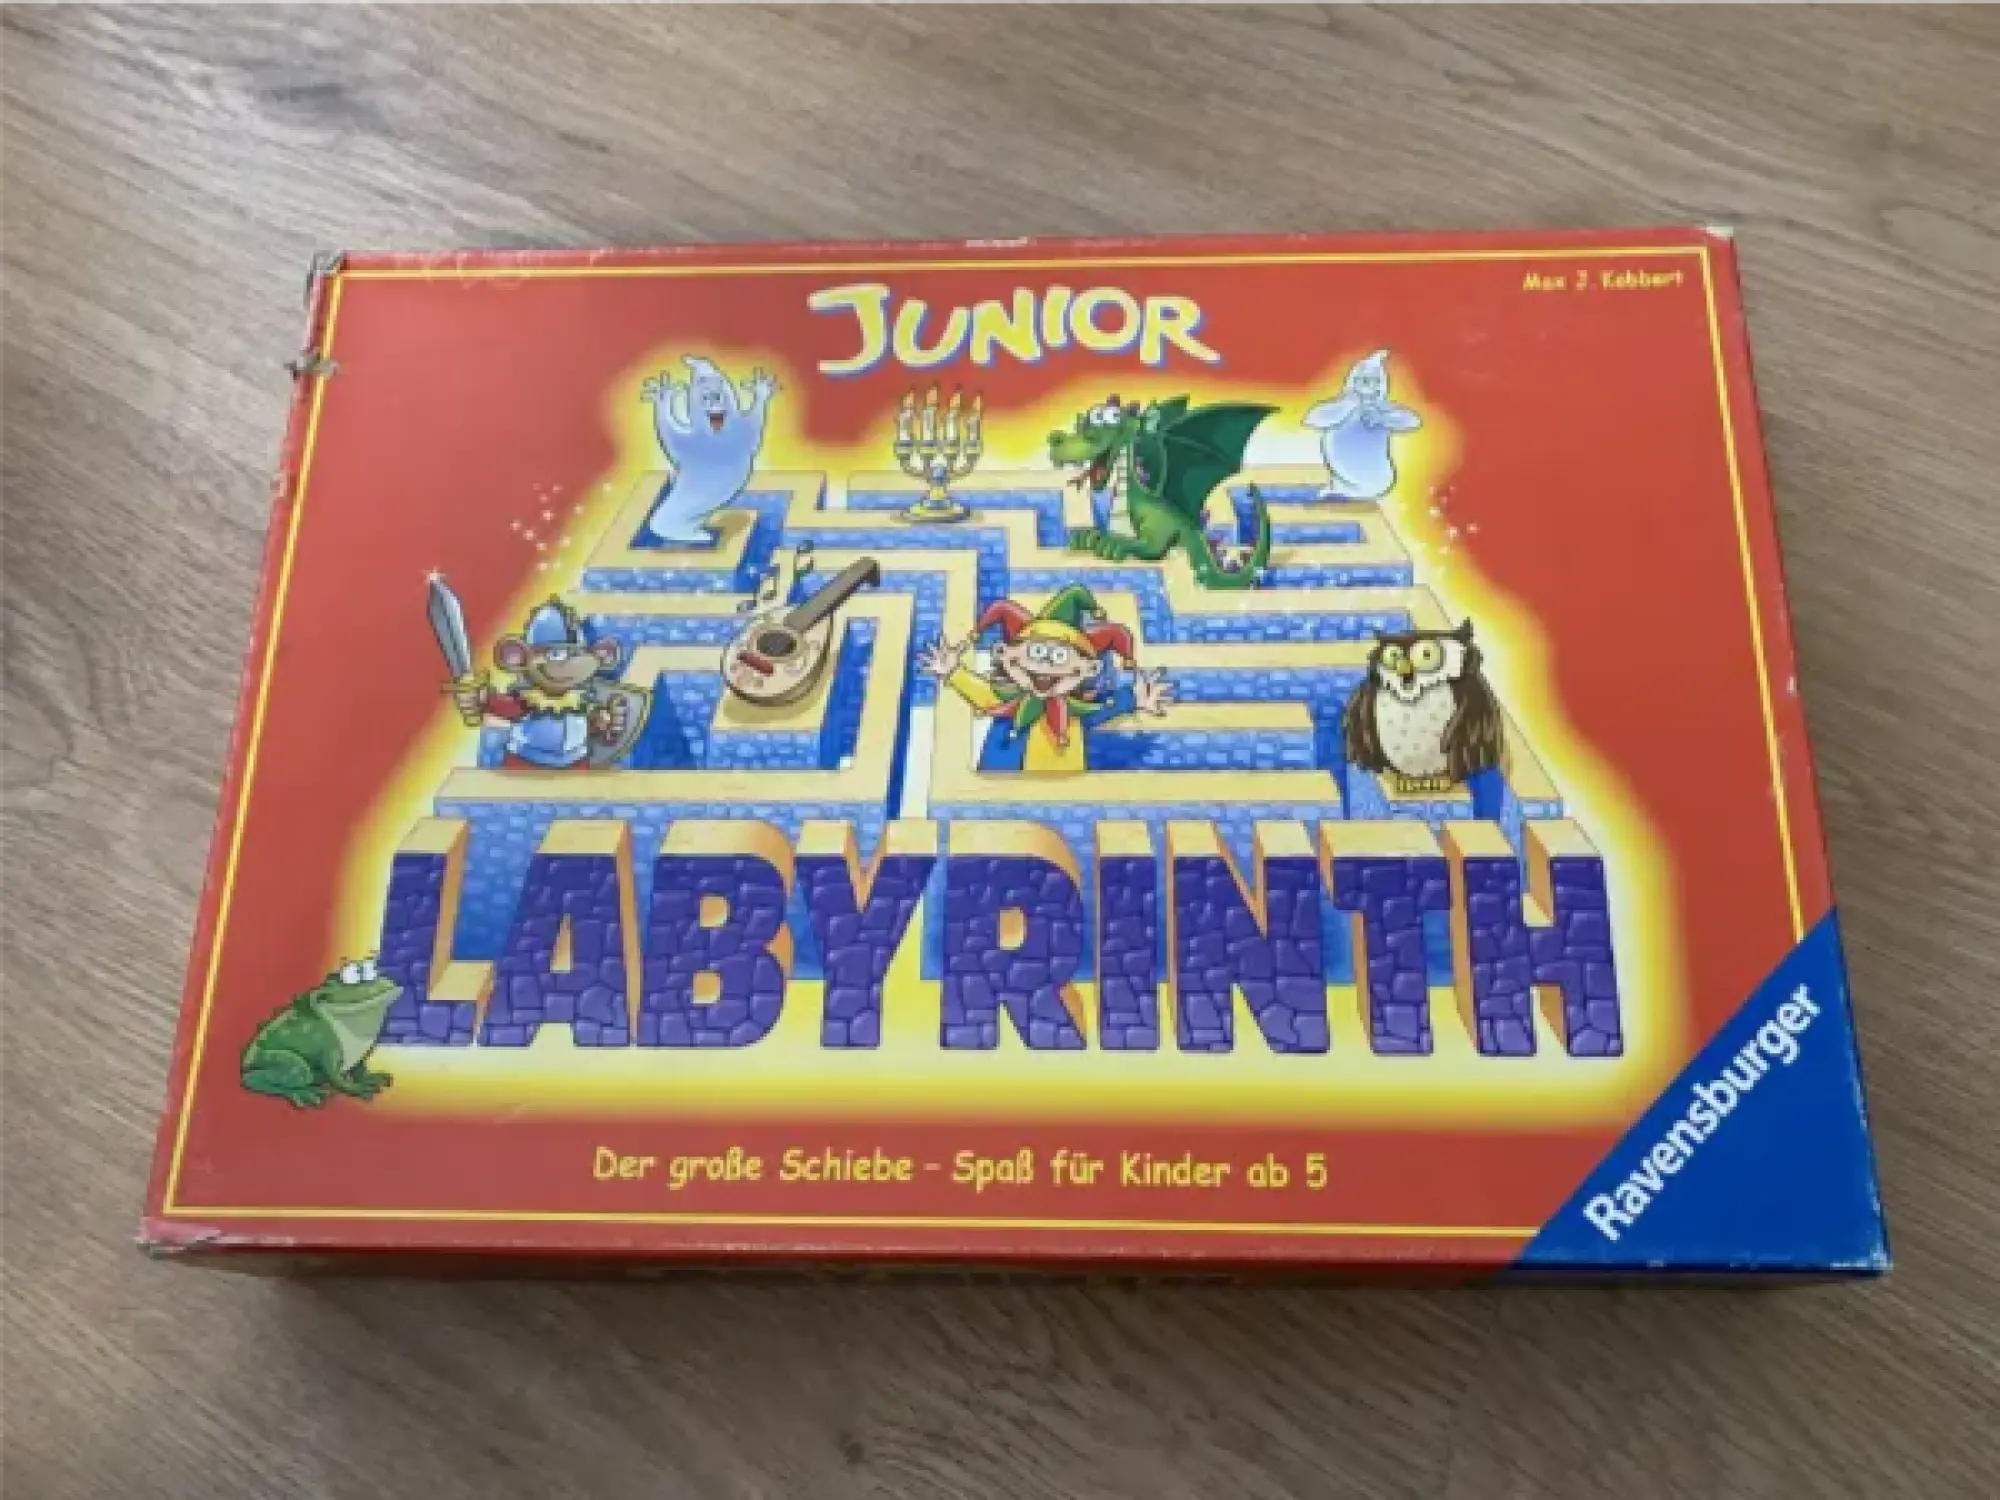 Max J. Kobbert
JUNIOR
LABYRINTH
Der große Schiebe - Spaß für Kinder ab 5
Ravensburger